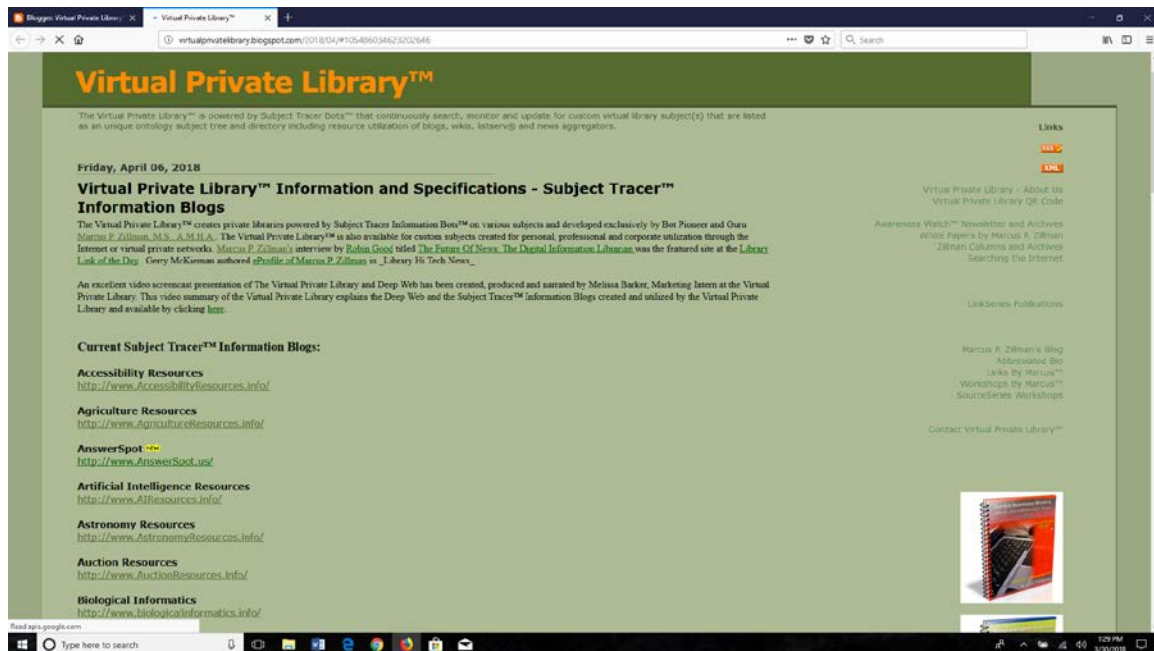 Blogger: Virtual Private Library
Virtual Private Library™
virtualprivatelibrary.blogspot.com/2018/04/#105486034623202646
Search
Virtual Private Library™
The Virtual Private Library™ is powered by Subject Tracer Bots™ that continuously search, monitor and update for custom virtual library subject(s) that are listed
as an unique ontology subject tree and directory including resource utilization of blogs, wikis, listserv® and news aggregators.
Links
RSS
XML
Friday, April 06, 2018
Virtual Private Library™ Information and Specifications - Subject Tracer™
Information Blogs
The Virtual Private Library™ creates private libraries powered by Subject Tracer Information Bots™ on various subjects and developed exclusively by Bot Pioneer and Guru
Marcus P. Zillman, M.S., A.M.H.A.. The Virtual Private Library™ is also available for custom subjects created for personal, professional and corporate utilization through the
Internet or virtual private networks. Marcus P. Zillman's interview by Robin Good titled The Future Of News: The Digital Information Librarian was the featured site at the Library
Link of the Day. Gerry McKiernan authored eProfile of Marcus P. Zillman in _Library Hi Tech News_
An excellent video screencast presentation of The Virtual Private Library and Deep Web has been created, produced and narrated by Melissa Barker, Marketing Intern at the Virtual
Private Library. This video summary of the Virtual Private Library explains the Deep Web and the Subject Tracer™ Information Blogs created and utilized by the Virtual Private
Library and available by clicking here.
Current Subject Tracer™ Information Blogs:
Accessibility Resources
http://www.AccessibilityResources.info/
Agriculture Resources
http://www.AgricultureResources.info/
AnswerSpot NEW
http://www.AnswerSpot.us/
Artificial Intelligence Resources
http://www.AIResources.info/
Astronomy Resources
http://www.AstronomyResources.info/
Auction Resources
http://www.AuctionResources.Info/
Biological Informatics
http://www.biologicalinformatics.info/
Virtual Private Library - About Us
Virtual Private Library QR Code
Awareness Watch™ Newsletter and Archives
White Papers by Marcus P. Zillman
Zillman Columns and Archives
Searching the Internet
LinkSeries Publications
Marcus P. Zillman's Blog
Abbreviated Bio
Links By Marcus™
Workshops By Marcus™
SourceSeries Workshops
Contact Virtual Private Library™
Read apis.google.com
Type here to search
1:29 PM
3/30/2018